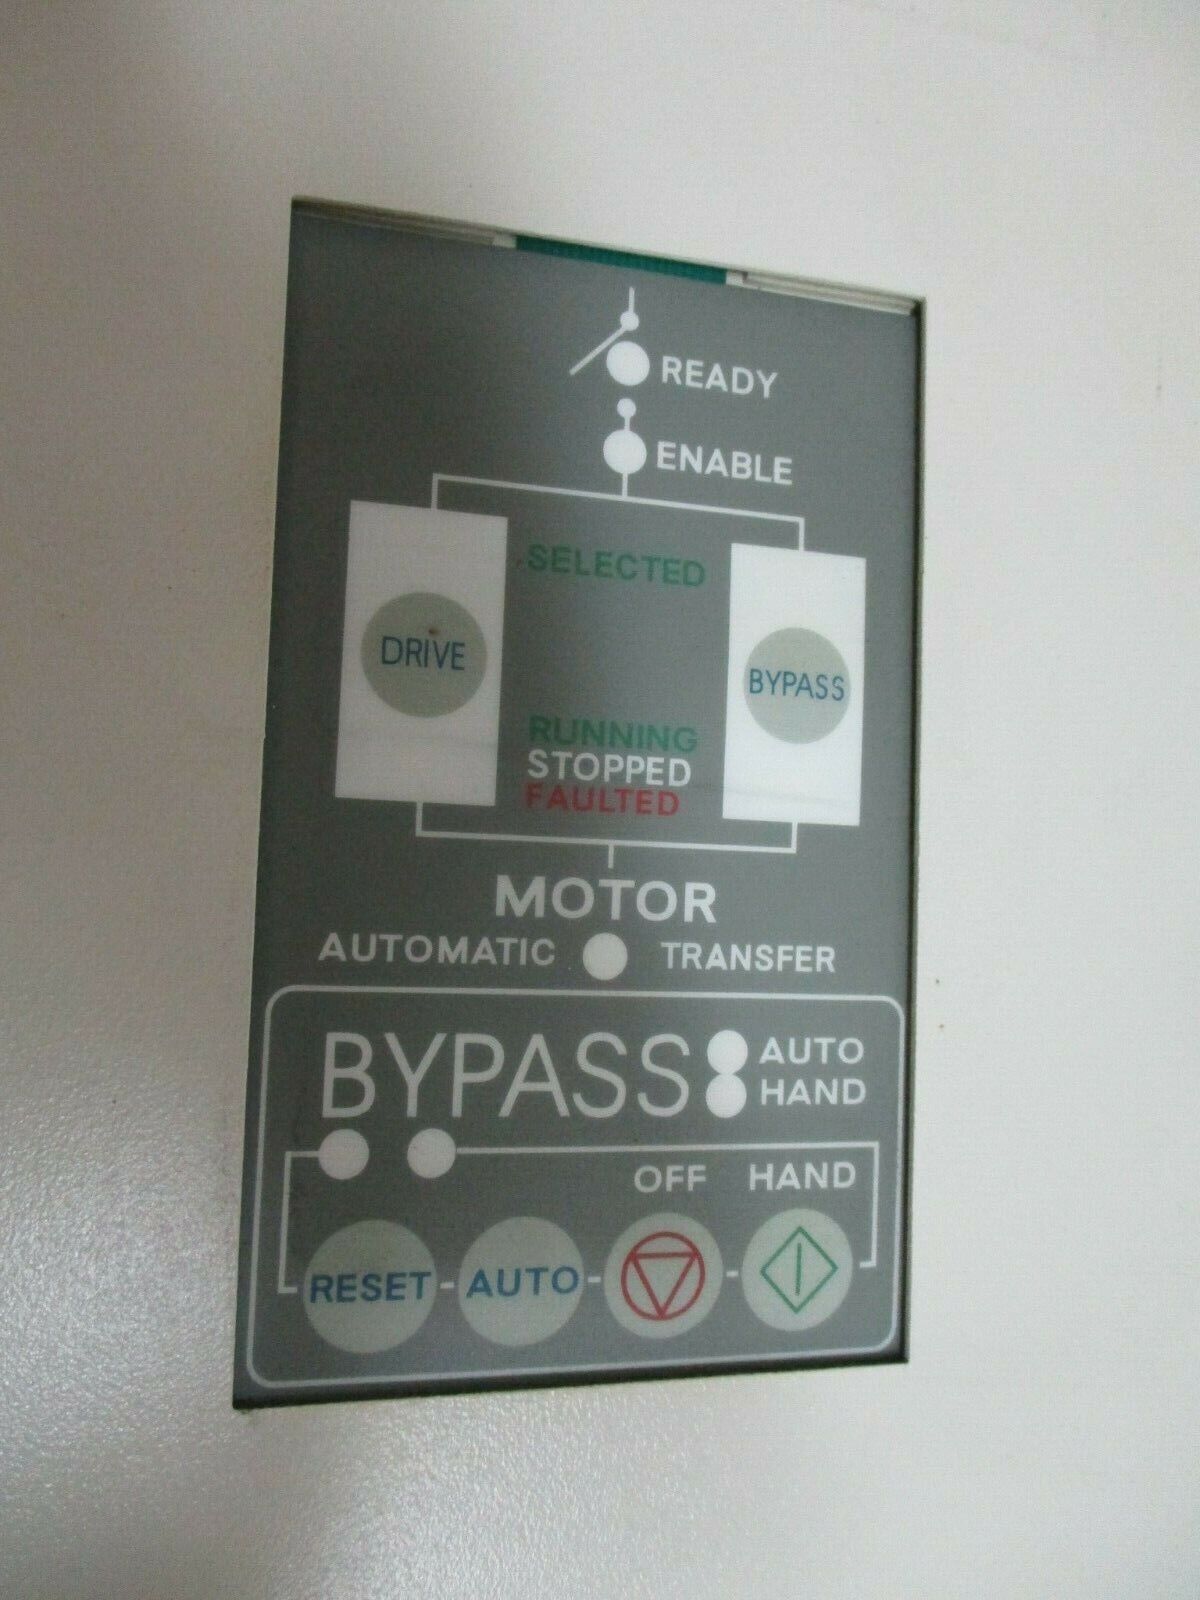 READY
ENABLE
SELECTED
DRIVE
BYPASS
RUNNING
STOPPED
FAULTED
MOTOR
AUTOMATIC TRANSFER
BYPASS
AUTO
HAND
OFF HAND
RESET AUTO